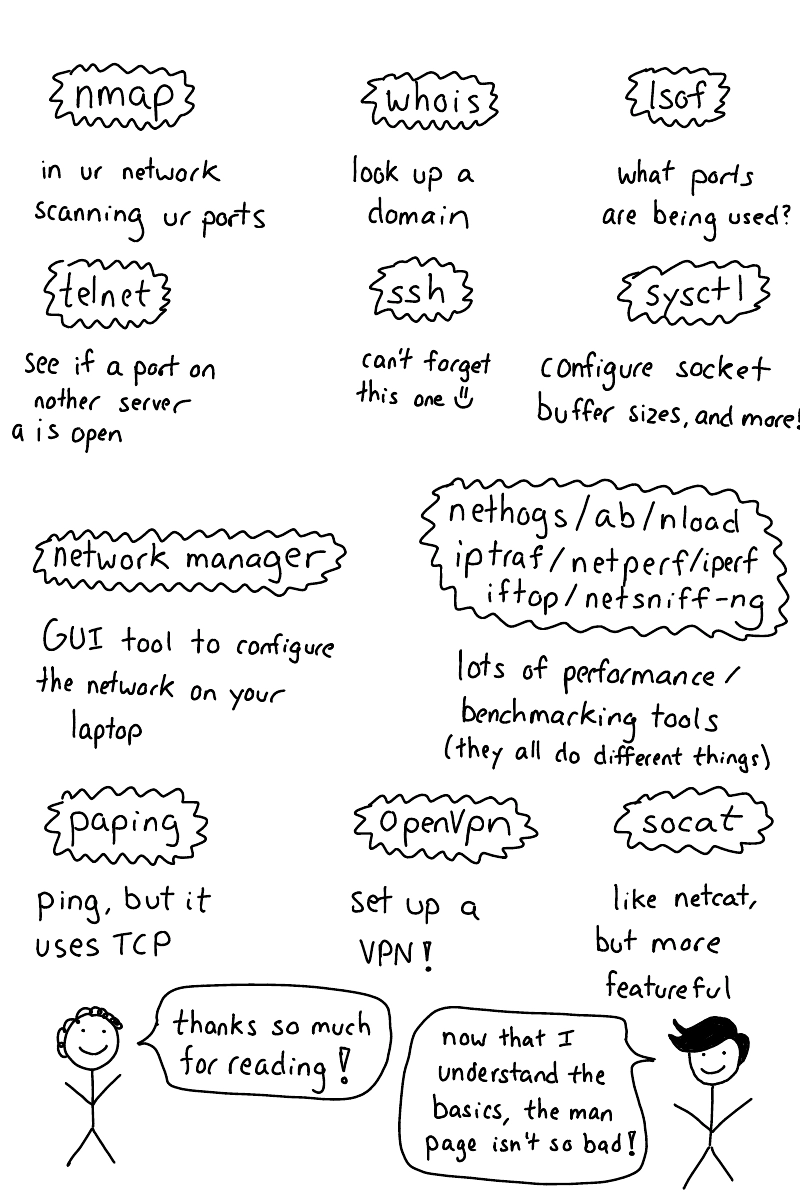 nmap
in ur network
scanning ur ports
whois
look up a
domain
lsof
what ports
are being used?
telnet
see if a port on
nother server
a is open
ssh
can't forget
this one
sysctl
configure socket
buffer sizes, and more!
network manager
GUI tool to configure
the network on your
laptop
nethogs/ab/nload
iptraf/netperf/iperf
iftop/netsniff-ng
lots of performance/
benchmarking tools
(they all do different things)
paping
ping, but it
uses TCP
OpenVpn
set up a
VPN!
socat
like netcat,
but more
featureful
thanks so much
for reading!
now that I
understand the
basics, the man
page isn't so bad!